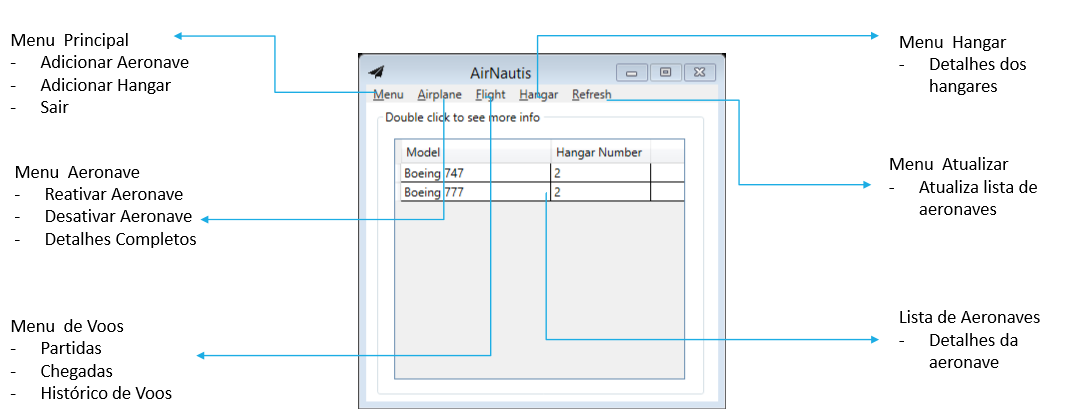 Menu Principal
- Adicionar Aeronave
- Adicionar Hangar
- Sair
Menu Aeronave
- Reativar Aeronave
- Desativar Aeronave
- Detalhes Completos
Menu de Voos
- Partidas
- Chegadas
- Histórico de Voos
AirNautis
Menu Airplane Flight Hangar Refresh
Double click to see more info
Model Hangar Number
Boeing 747 2
Boeing 777 2
Menu Hangar
- Detalhes dos
hangares
Menu Atualizar
- Atualiza lista de
aeronaves
Lista de Aeronaves
- Detalhes da
aeronave